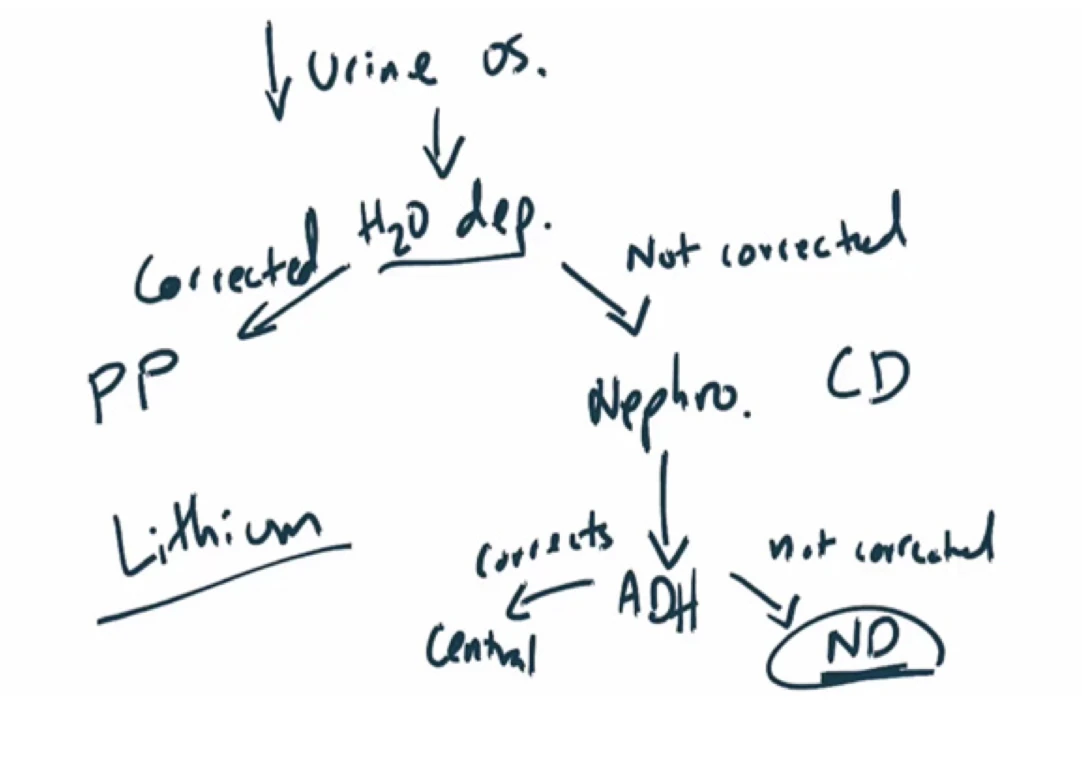 ↓ Urine os.
↓
H₂O dep.
Corrected
Not corrected
PP
Nephro. CD
Lithium
corrects
not corrected
ADH
Central
ND